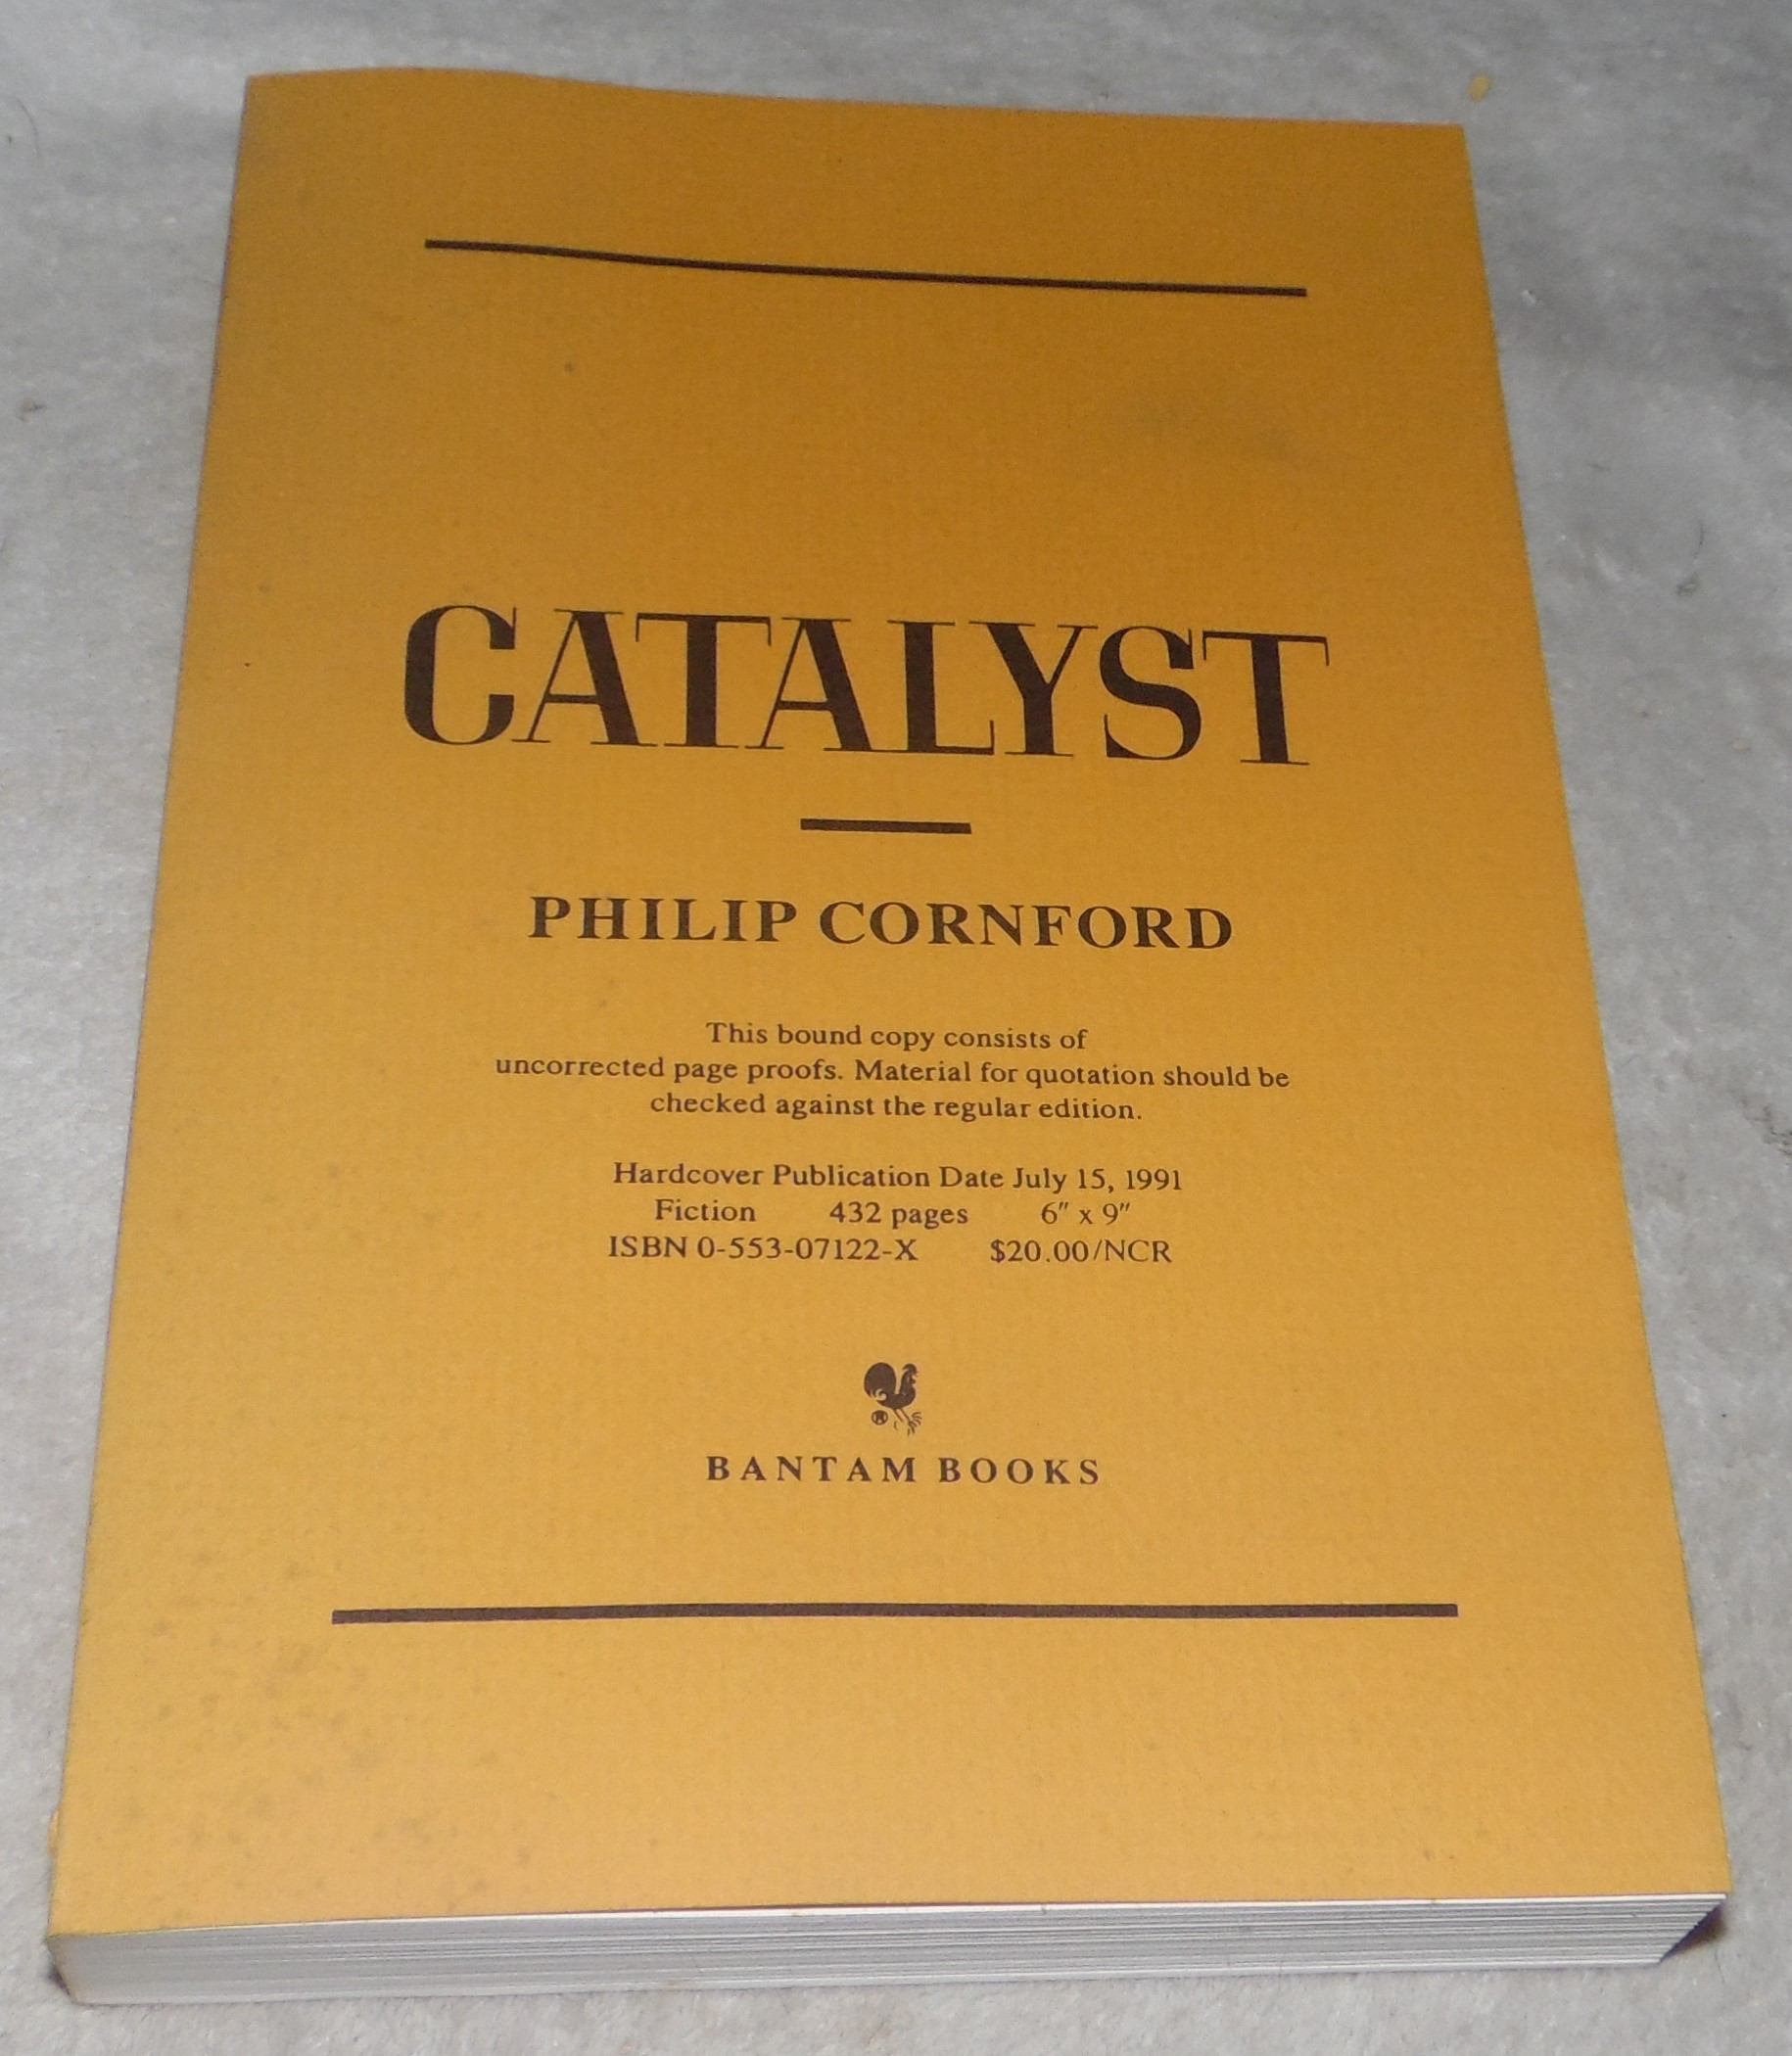 CATALYST
PHILIP CORNFORD
This bound copy consists of
uncorrected page proofs. Material for quotation should be
checked against the regular edition.
Hardcover Publication Date July 15, 1991
Fiction 432 pages 6" x 9"
ISBN 0-553-07122-X $20.00/NCR
®
BANTAM BOOKS